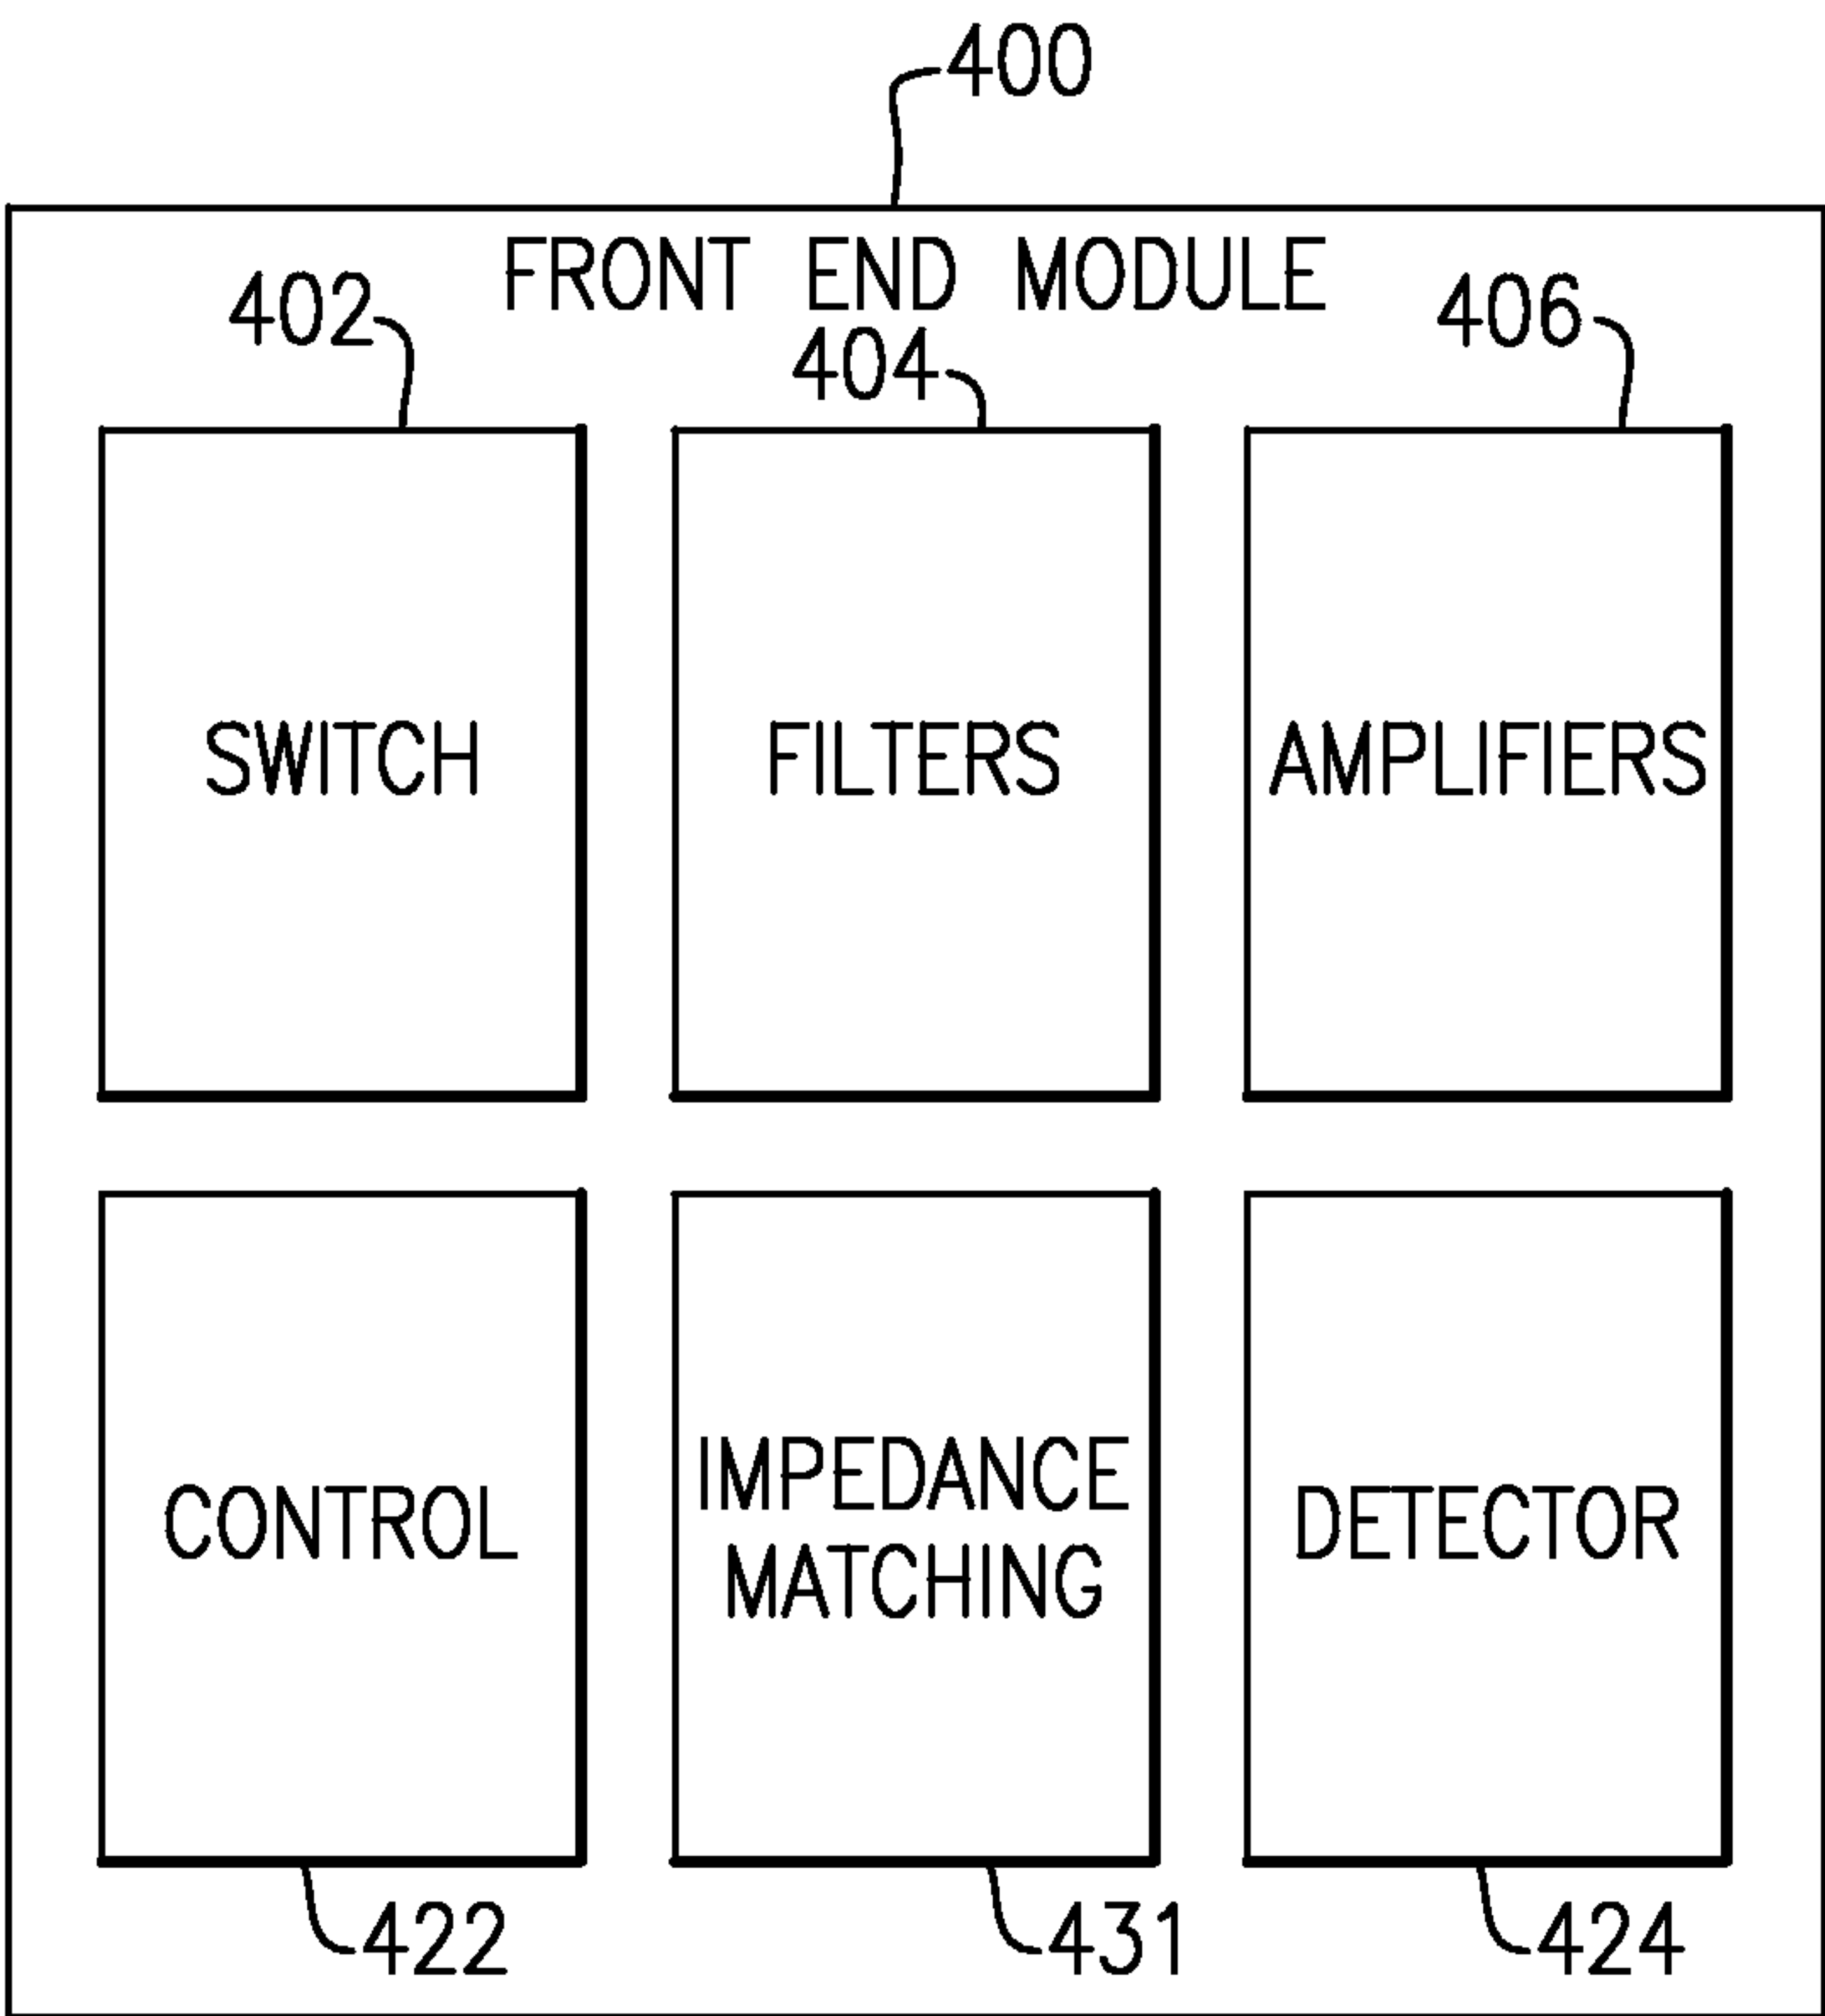 400
FRONT END MODULE
402
404
406
SWITCH
FILTERS
AMPLIFIERS
CONTROL
IMPEDANCE
MATCHING
DETECTOR
422
431
424